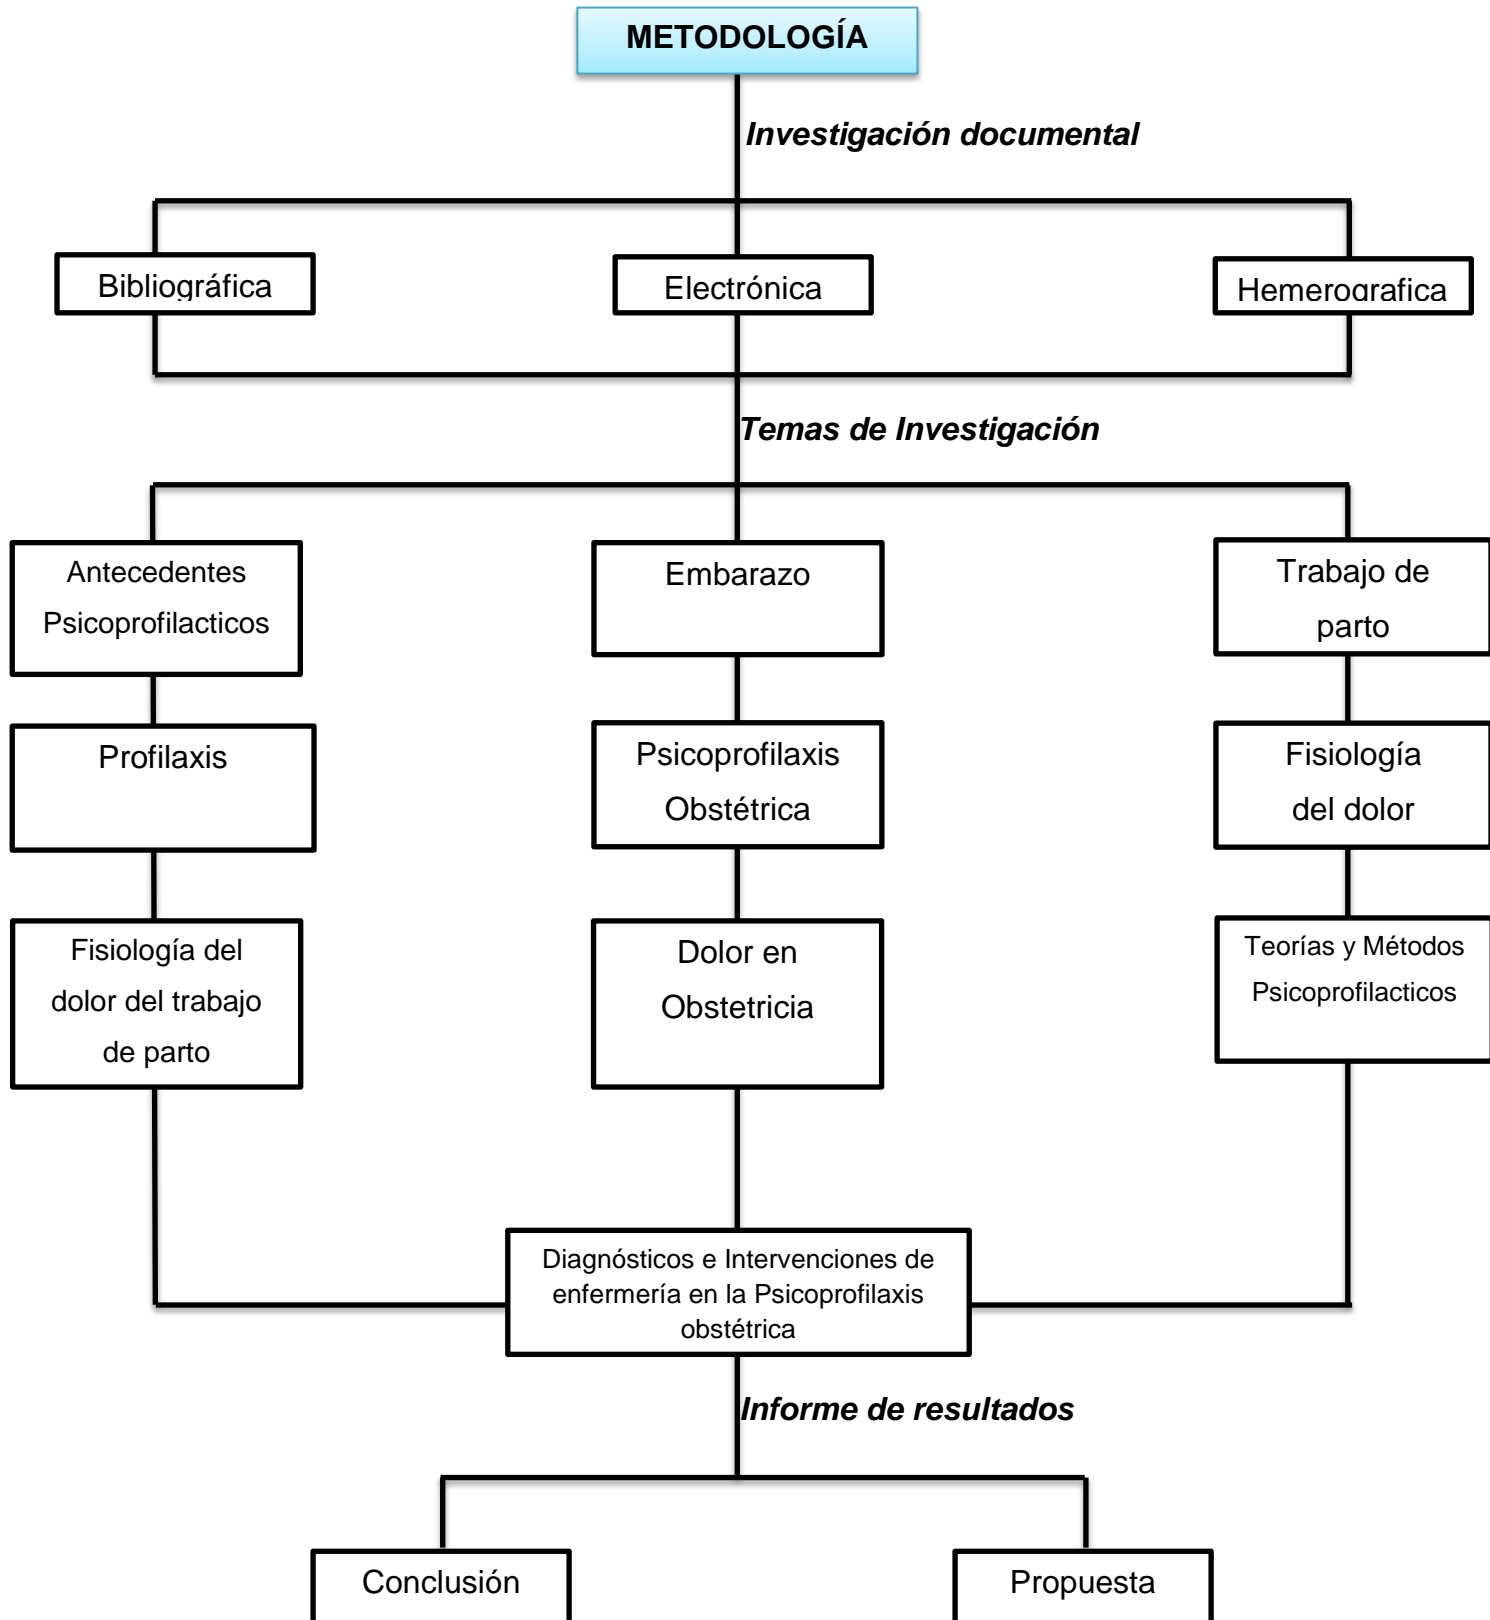 METODOLOGÍA
Investigación documental
Bibliográfica
Electrónica
Hemerografica
Temas de Investigación
Antecedentes
Psicoprofilacticos
Embarazo
Trabajo de
parto
Profilaxis
Psicoprofilaxis
Obstétrica
Fisiología
del dolor
Fisiología del
dolor del trabajo
de parto
Dolor en
Obstetricia
Teorías y Métodos
Psicoprofilacticos
Diagnósticos e Intervenciones de
enfermería en la Psicoprofilaxis
obstétrica
Informe de resultados
Conclusión
Propuesta